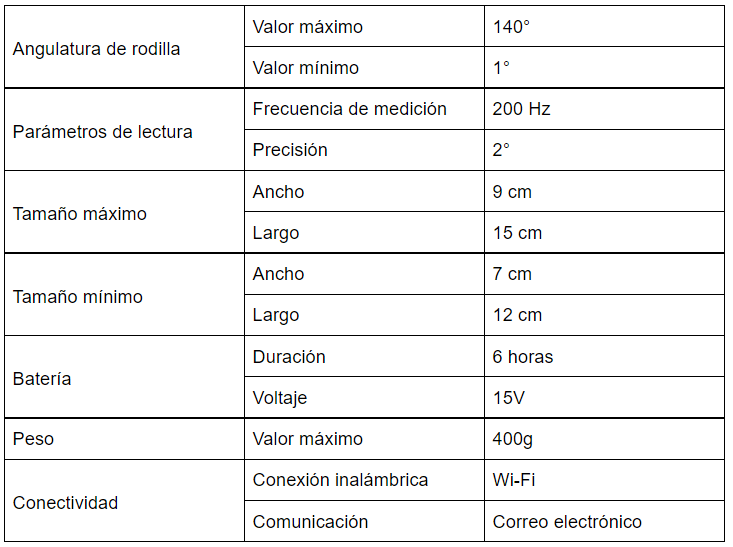 Angulatura de rodilla
Valor máximo
140°
Valor mínimo
1°
Parámetros de lectura
Frecuencia de medición
200 Hz
Precisión
2°
Tamaño máximo
Ancho
9 cm
Largo
15 cm
Tamaño mínimo
Ancho
7 cm
Largo
12 cm
Batería
Duración
6 horas
Voltaje
15V
Peso
Valor máximo
400g
Conectividad
Conexión inalámbrica
Wi-Fi
Comunicación
Correo electrónico